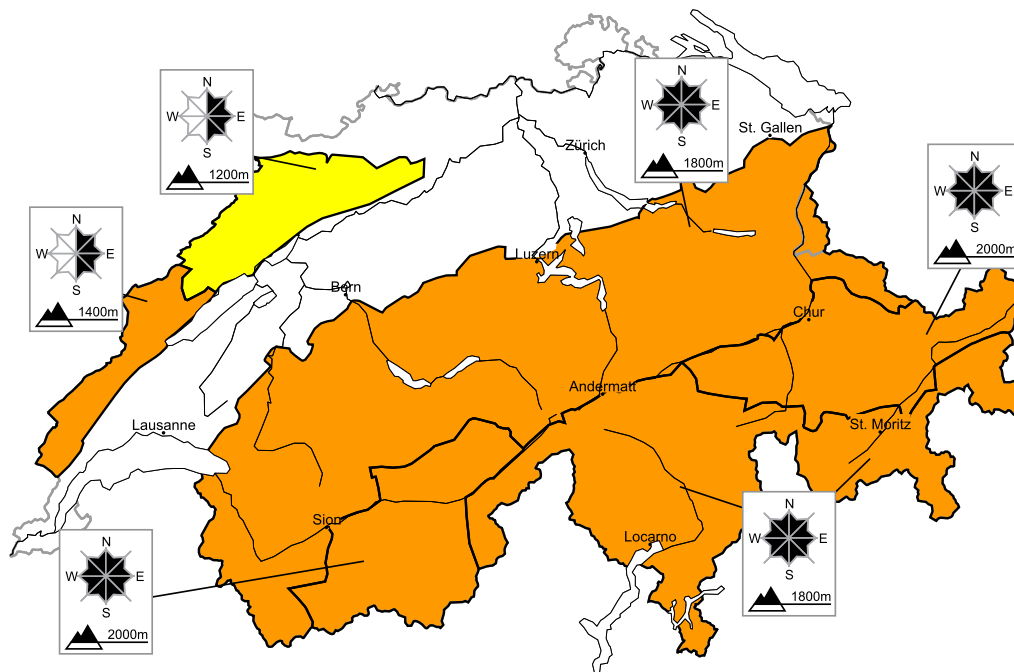 N
W E
S
1200m
N
W E
S
1800m
St. Gallen
Zürich
N
W E
S
2000m
N
W E
S
1400m
Luzern
Bern
Chur
Andermatt
Lausanne
St. Moritz
N
W E
S
1800m
Sion
Locarno
N
W E
S
2000m